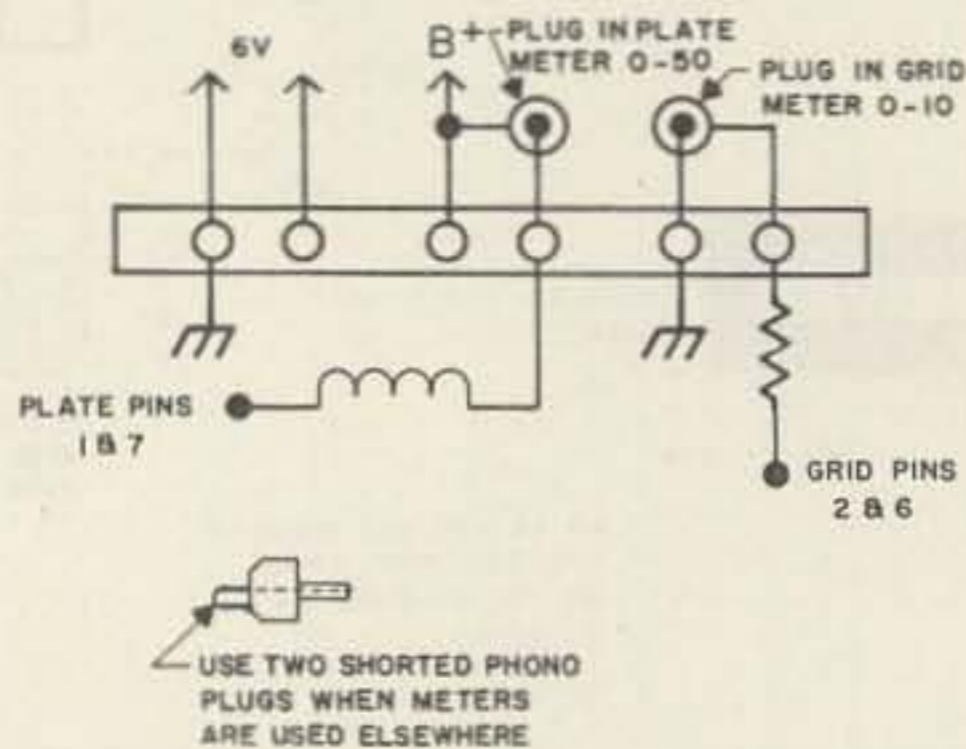 6V
B+
PLUG IN PLATE
METER 0-50
PLUG IN GRID
METER 0-10
PLATE PINS
1 & 7
GRID PINS
2 & 6
USE TWO SHORTED PHONO
PLUGS WHEN METERS
ARE USED ELSEWHERE